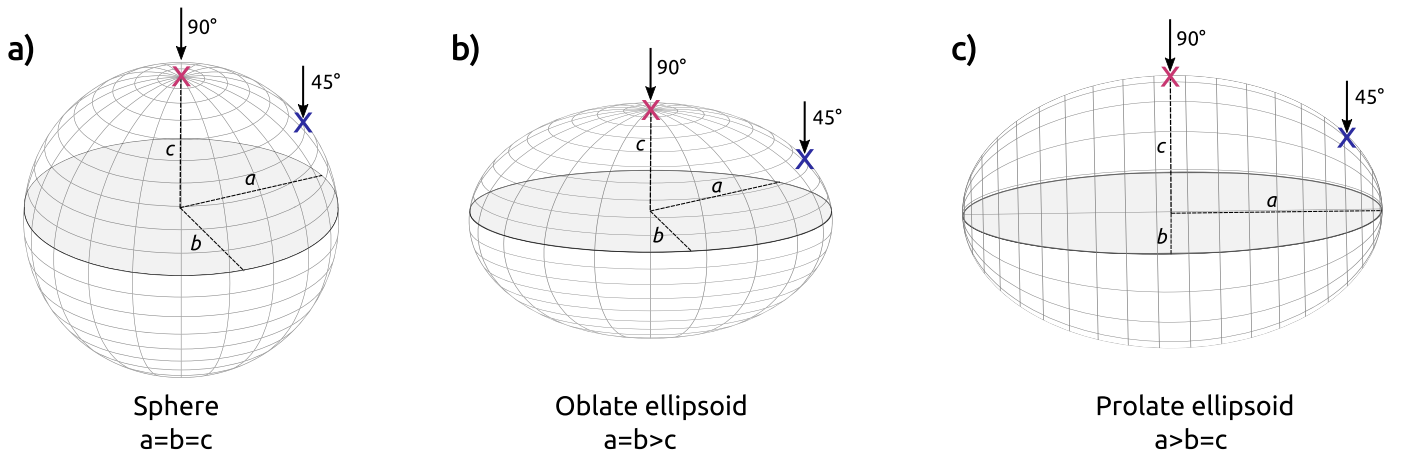 a)
90°
45°
X
X
c
a
b
Sphere
a=b=c
b)
90°
45°
X
X
c
a
b
Oblate ellipsoid
a=b>c
c)
90°
45°
X
X
c
a
b
Prolate ellipsoid
a>b=c